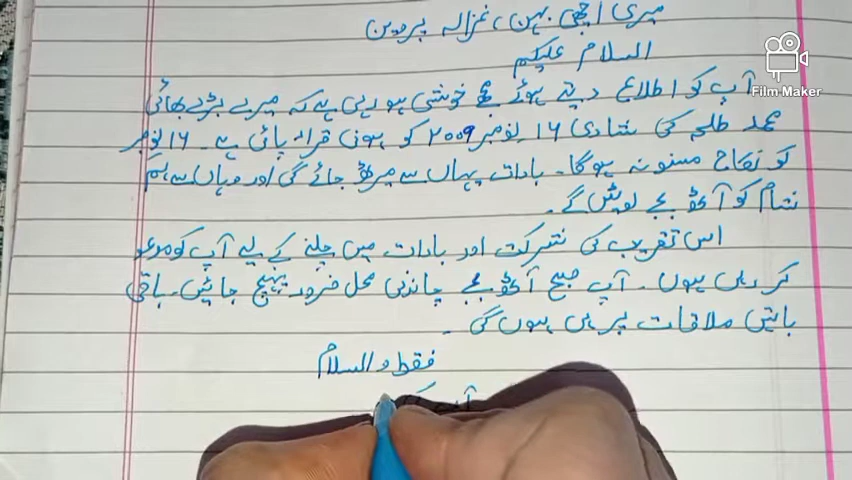 میری اچھی بہن، غزالہ پروین
السلام علیکم
آپ کو اطلاع دیتے ہوئے مجھے خوشی ہو رہی ہے کہ میرے بڑے بھائی
محمد طلحہ کی شادی ۱۶ نومبر ۲۰۰۹ کو ہونی قرار پائی ہے۔ ۱۶ نومبر
کو نکاح مسنونہ ہوگا۔ بارات یہاں سے میرٹھ جائے گی اور وہاں سے ہم
شام کو آٹھ بجے لوٹیں گے۔
اس تقریب کی شرکت اور بارات میں چلنے کے لیے آپ کو مدعو
کر رہی ہوں۔ آپ صبح آٹھ بجے چاندنی محل ضرور پہنچ جائیں۔ باقی
باتیں ملاقات پر ہی ہوں گی۔
فقط والسلام
Film Maker